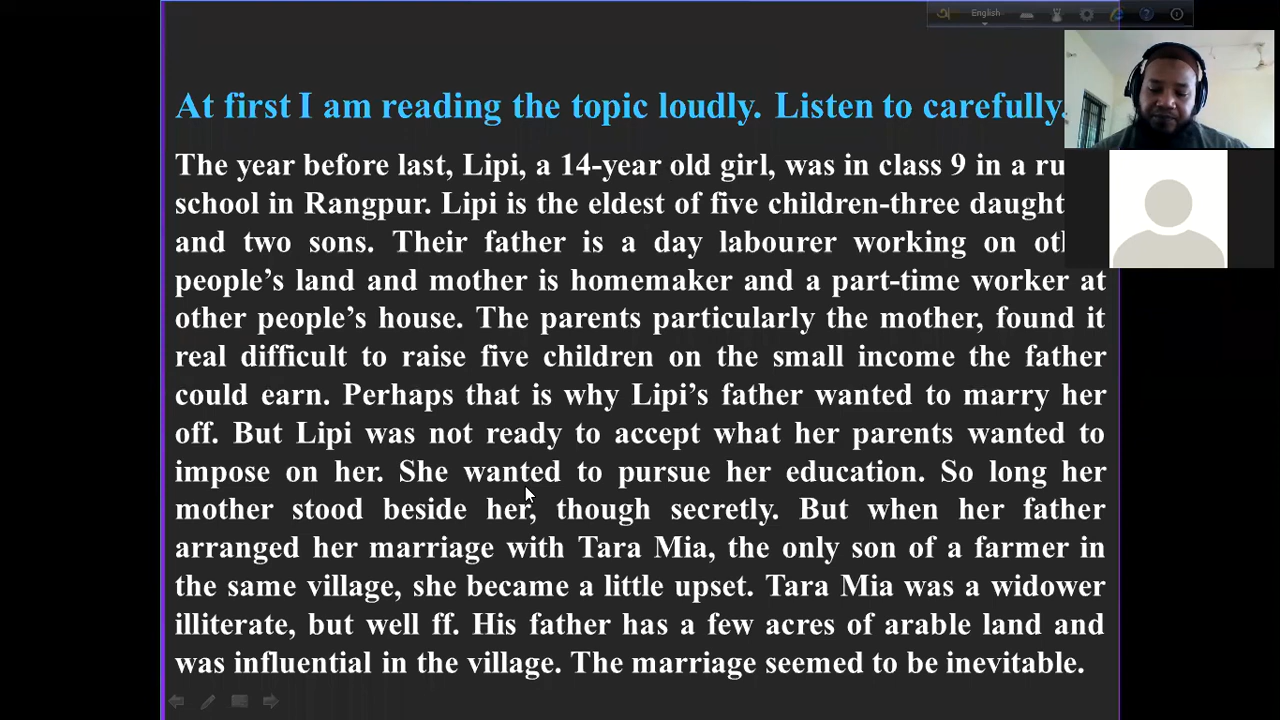 English
At first I am reading the topic loudly. Listen to carefully.
The year before last, Lipi, a 14-year old girl, was in class 9 in a
school in Rangpur. Lipi is the eldest of five children-three
and two sons. Their father is a day labourer working on
people’s land and mother is homemaker and a part-time worker at
other people’s house. The parents particularly the mother, found it
real difficult to raise five children on the small income the father
could earn. Perhaps that is why Lipi’s father wanted to marry her
off. But Lipi was not ready to accept what her parents wanted to
impose on her. She wanted to pursue her education. So long her
mother stood beside her, though secretly. But when her father
arranged her marriage with Tara Mia, the only son of a farmer in
the same village, she became a little upset. Tara Mia was a widower
illiterate, but well ff. His father has a few acres of arable land and
was influential in the village. The marriage seemed to be inevitable.